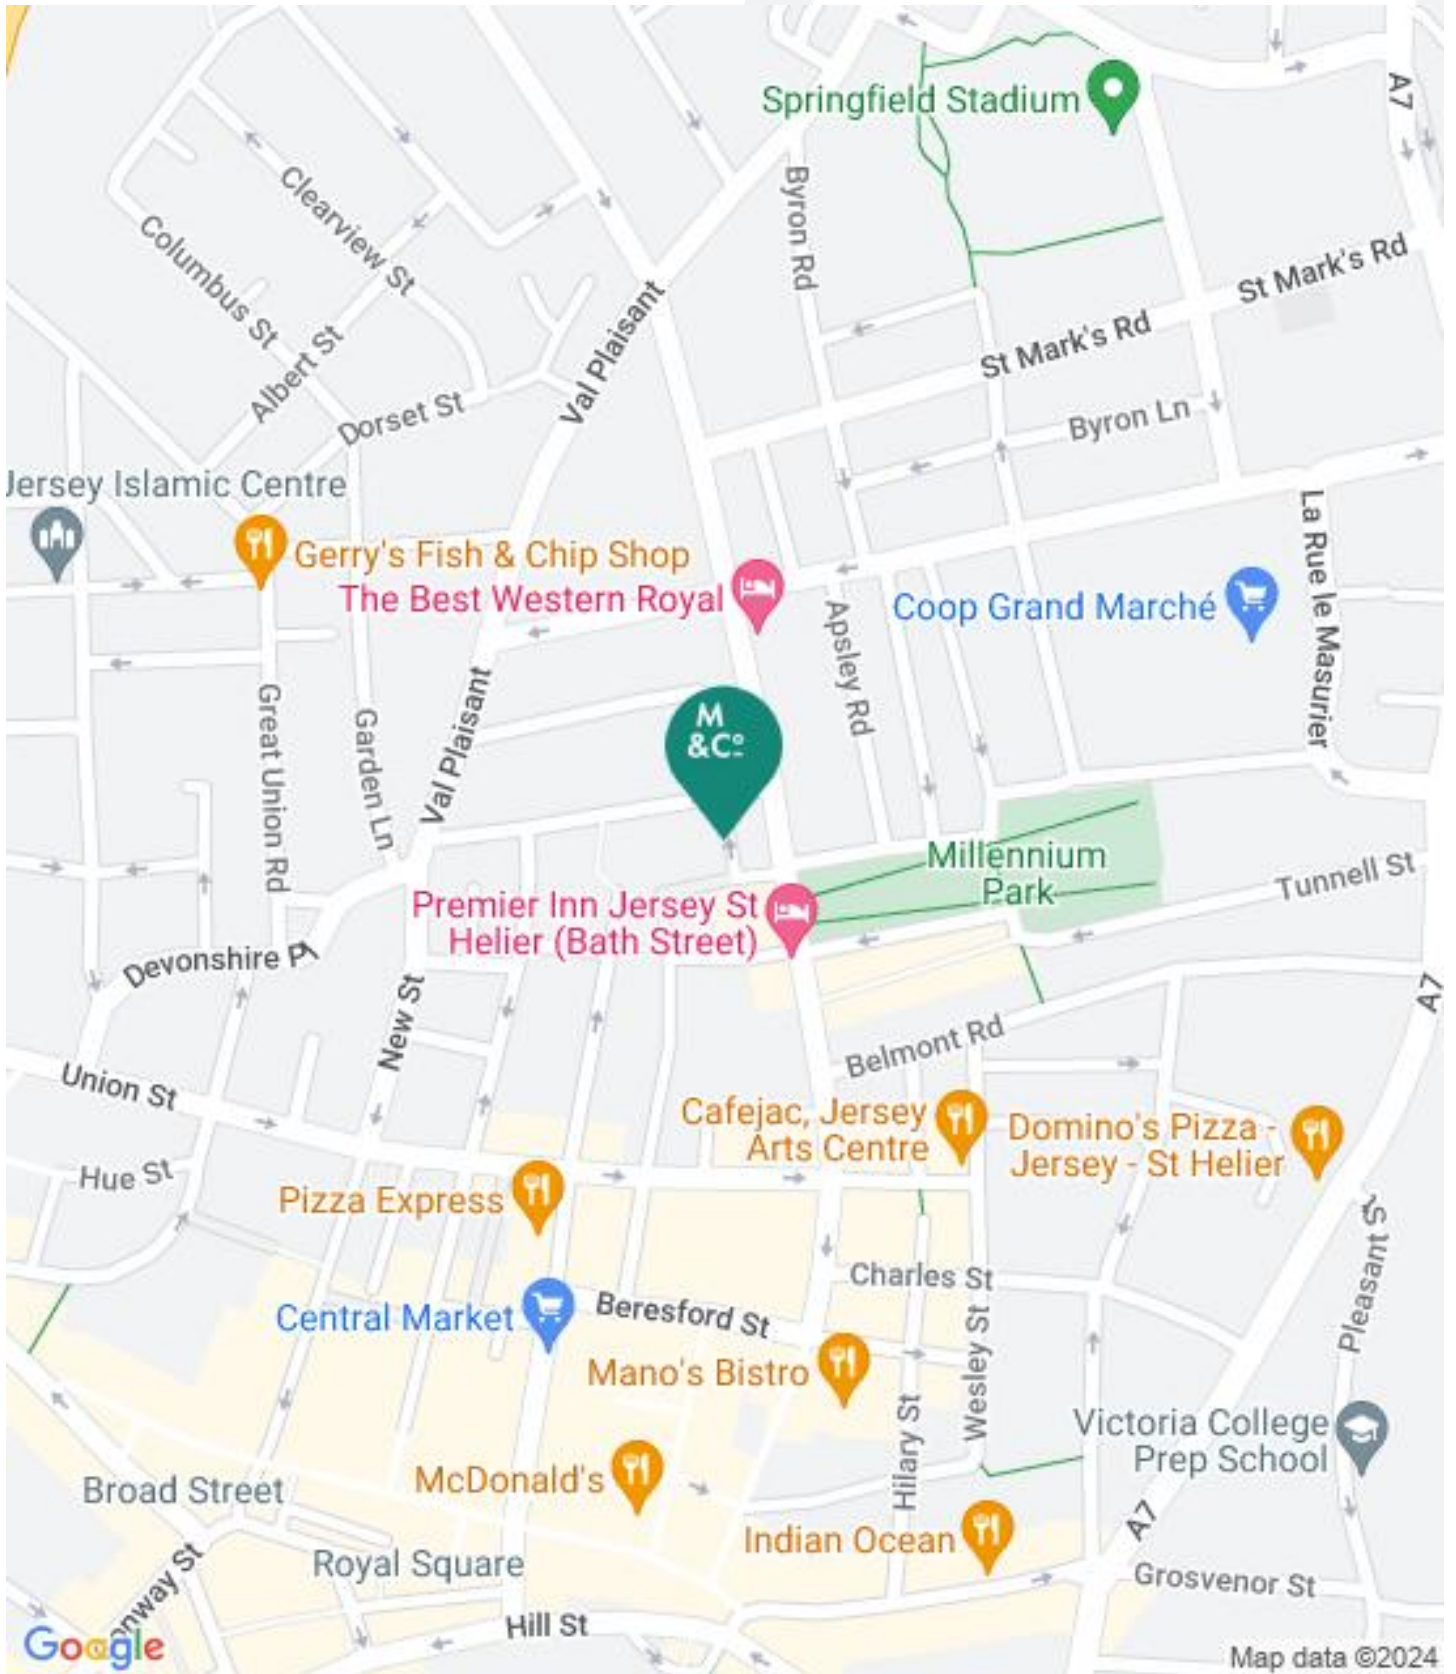 Springfield Stadium
A7
Byron Rd
Clearview St
Columbus St
St Mark's Rd
St Mark's Rd
Albert St
Val Plaisant
Dorset St
Byron Ln
Jersey Islamic Centre
Gerry's Fish & Chip Shop
The Best Western Royal
Coop Grand Marché
La Rue le Masurier
Apsley Rd
Great Union Rd
Garden Ln
Val Plaisant
M
&Co
Millennium
Park
Tunnell St
Premier Inn Jersey St
Helier (Bath Street)
Devonshire Pl
New St
A7
Belmont Rd
Union St
Cafejac, Jersey
Arts Centre
Domino's Pizza -
Jersey - St Helier
Hue St
Pizza Express
Pleasant S
Charles St
Central Market
Beresford St
Mano's Bistro
Wesley St
Hilary St
Victoria College
Prep School
McDonald's
Broad Street
Indian Ocean
A7
Royal Square
Grosvenor St
onway St
Hill St
Google
Map data ©2024